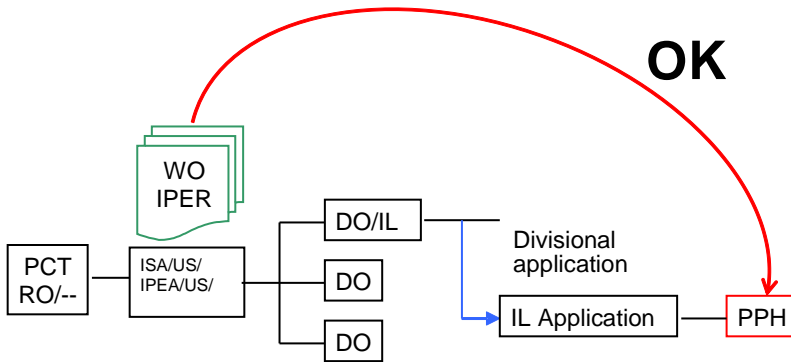 OK
WO
IPER
DO/IL
Divisional
application
PCT
RO/--
ISA/US/
IPEA/US/
DO
IL Application
PPH
DO